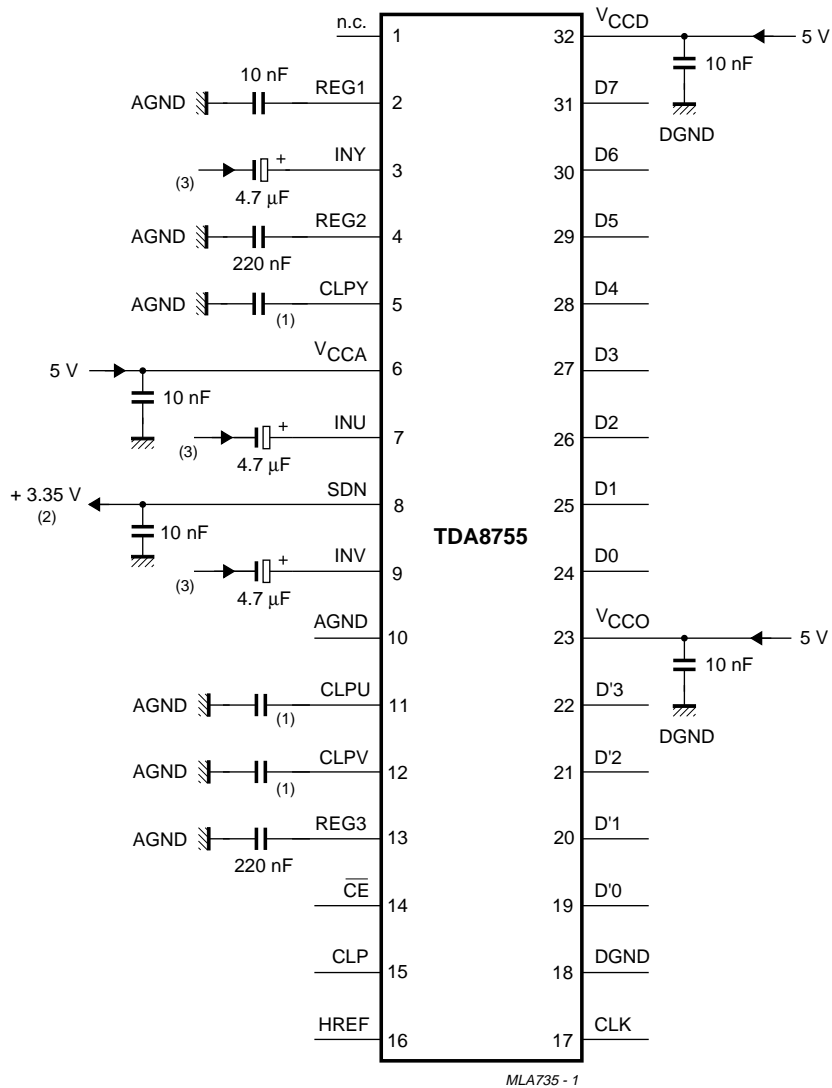 n.c.
1
10 nF
AGND
REG1
2
INY
+
(3)
4.7 µF
3
AGND
REG2
220 nF
4
AGND
CLPY
(1)
5
5 V
VCCA
10 nF
6
INU
+
(3)
4.7 µF
7
+ 3.35 V
(2)
SDN
10 nF
8
INV
+
(3)
4.7 µF
9
AGND
10
AGND
CLPU
(1)
11
AGND
CLPV
(1)
12
AGND
REG3
220 nF
13
CE
14
CLP
15
HREF
16
TDA8755
32
VCCD
5 V
10 nF
DGND
31
D7
30
D6
29
D5
28
D4
27
D3
26
D2
25
D1
24
D0
23
VCCO
5 V
10 nF
DGND
22
D'3
21
D'2
20
D'1
19
D'0
18
DGND
17
CLK
MLA735 - 1